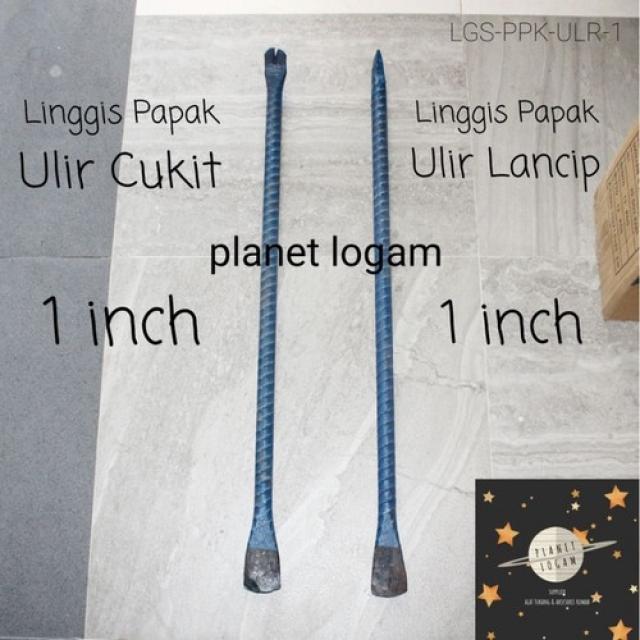 LGS-PPK-ULR-1
Linggis Papak
Ulir Cukit
Linggis Papak
Ulir Lancip
planet logam
1 inch
1 inch
PLANET
LOGAM
SUPPLIER